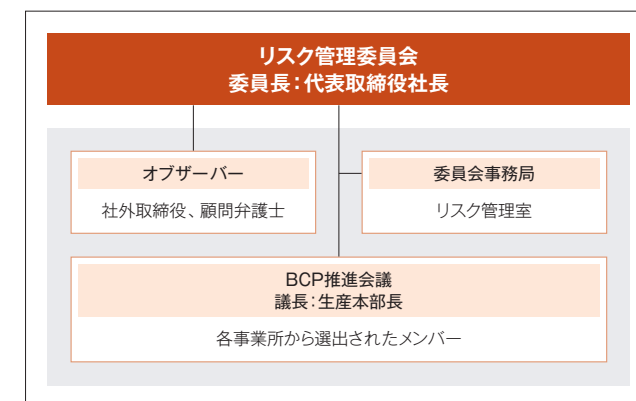 リスク管理委員会
委員長：代表取締役社長
オブザーバー
社外取締役、顧問弁護士
委員会事務局
リスク管理室
BCP推進会議
議長：生産本部長
各事業所から選出されたメンバー